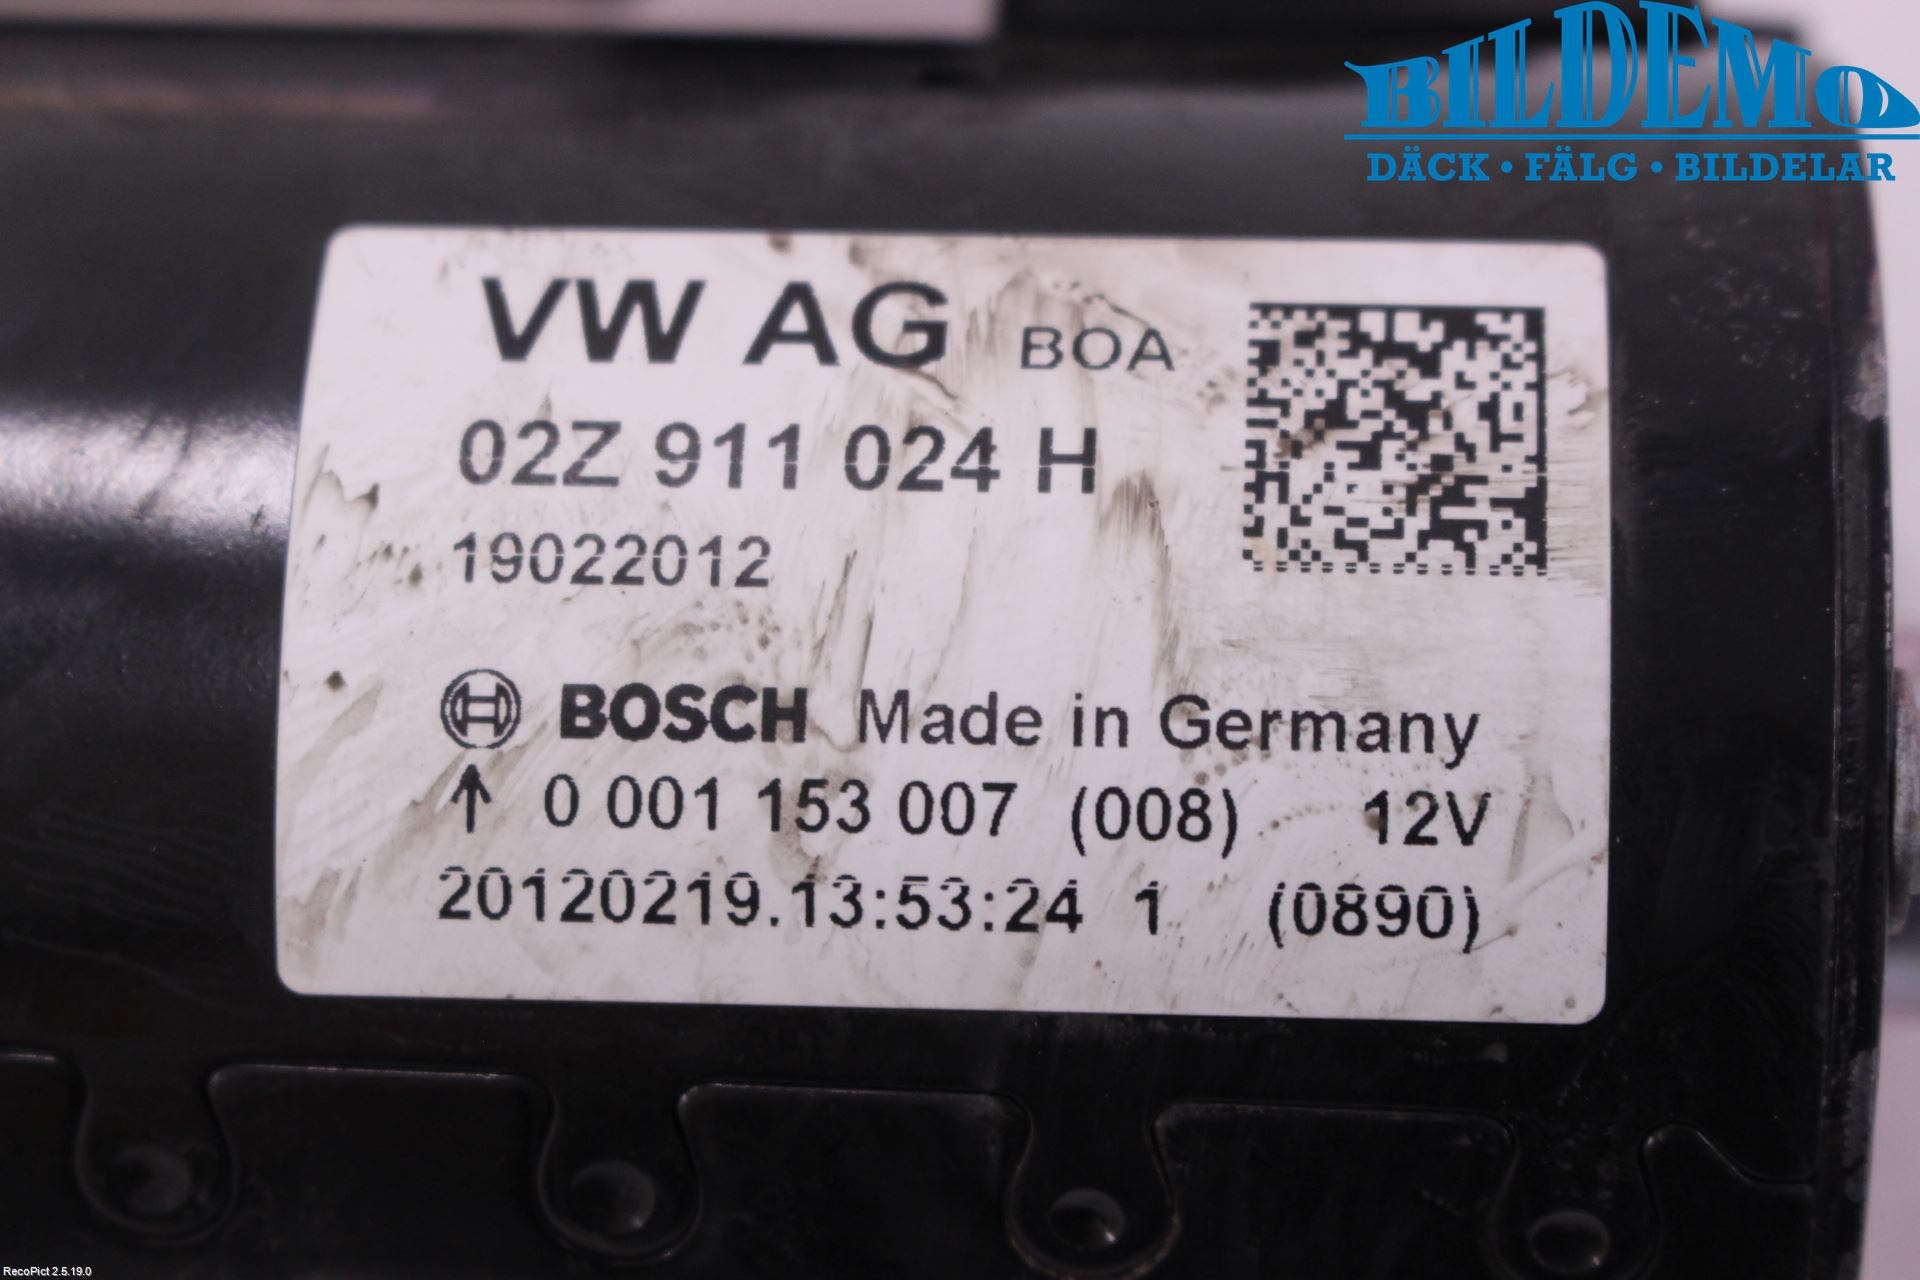 BILDEMO
DÄCK • FÄLG • BILDELAR
VW AG BOA
02Z 911 024 H
19022012
BOSCH Made in Germany
↑ 0 001 153 007 (008) 12V
20120219.13:53:24 1 (0890)
RecoPict 2.5.19.0